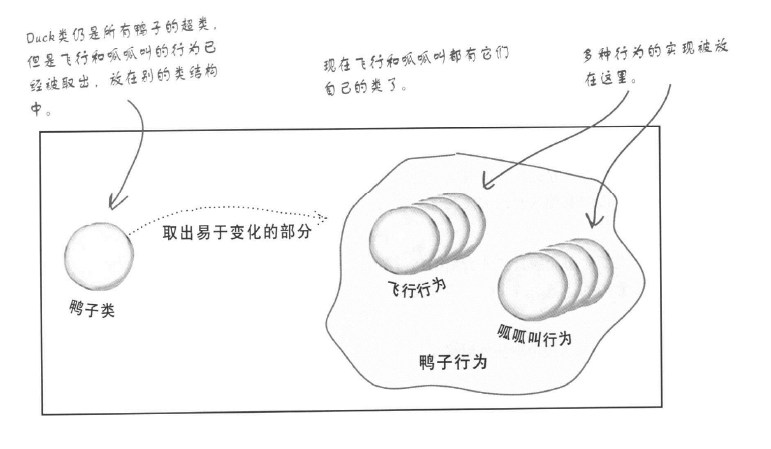 Duck类仍是所有鸭子的超类，
但是飞行和呱呱叫的行为已
经被取出，放在别的类结构
中。
现在飞行和呱呱叫都有它们
自己的类了。
多种行为的实现被放
在这里。
取出易于变化的部分
鸭子类
飞行行为
呱呱叫行为
鸭子行为